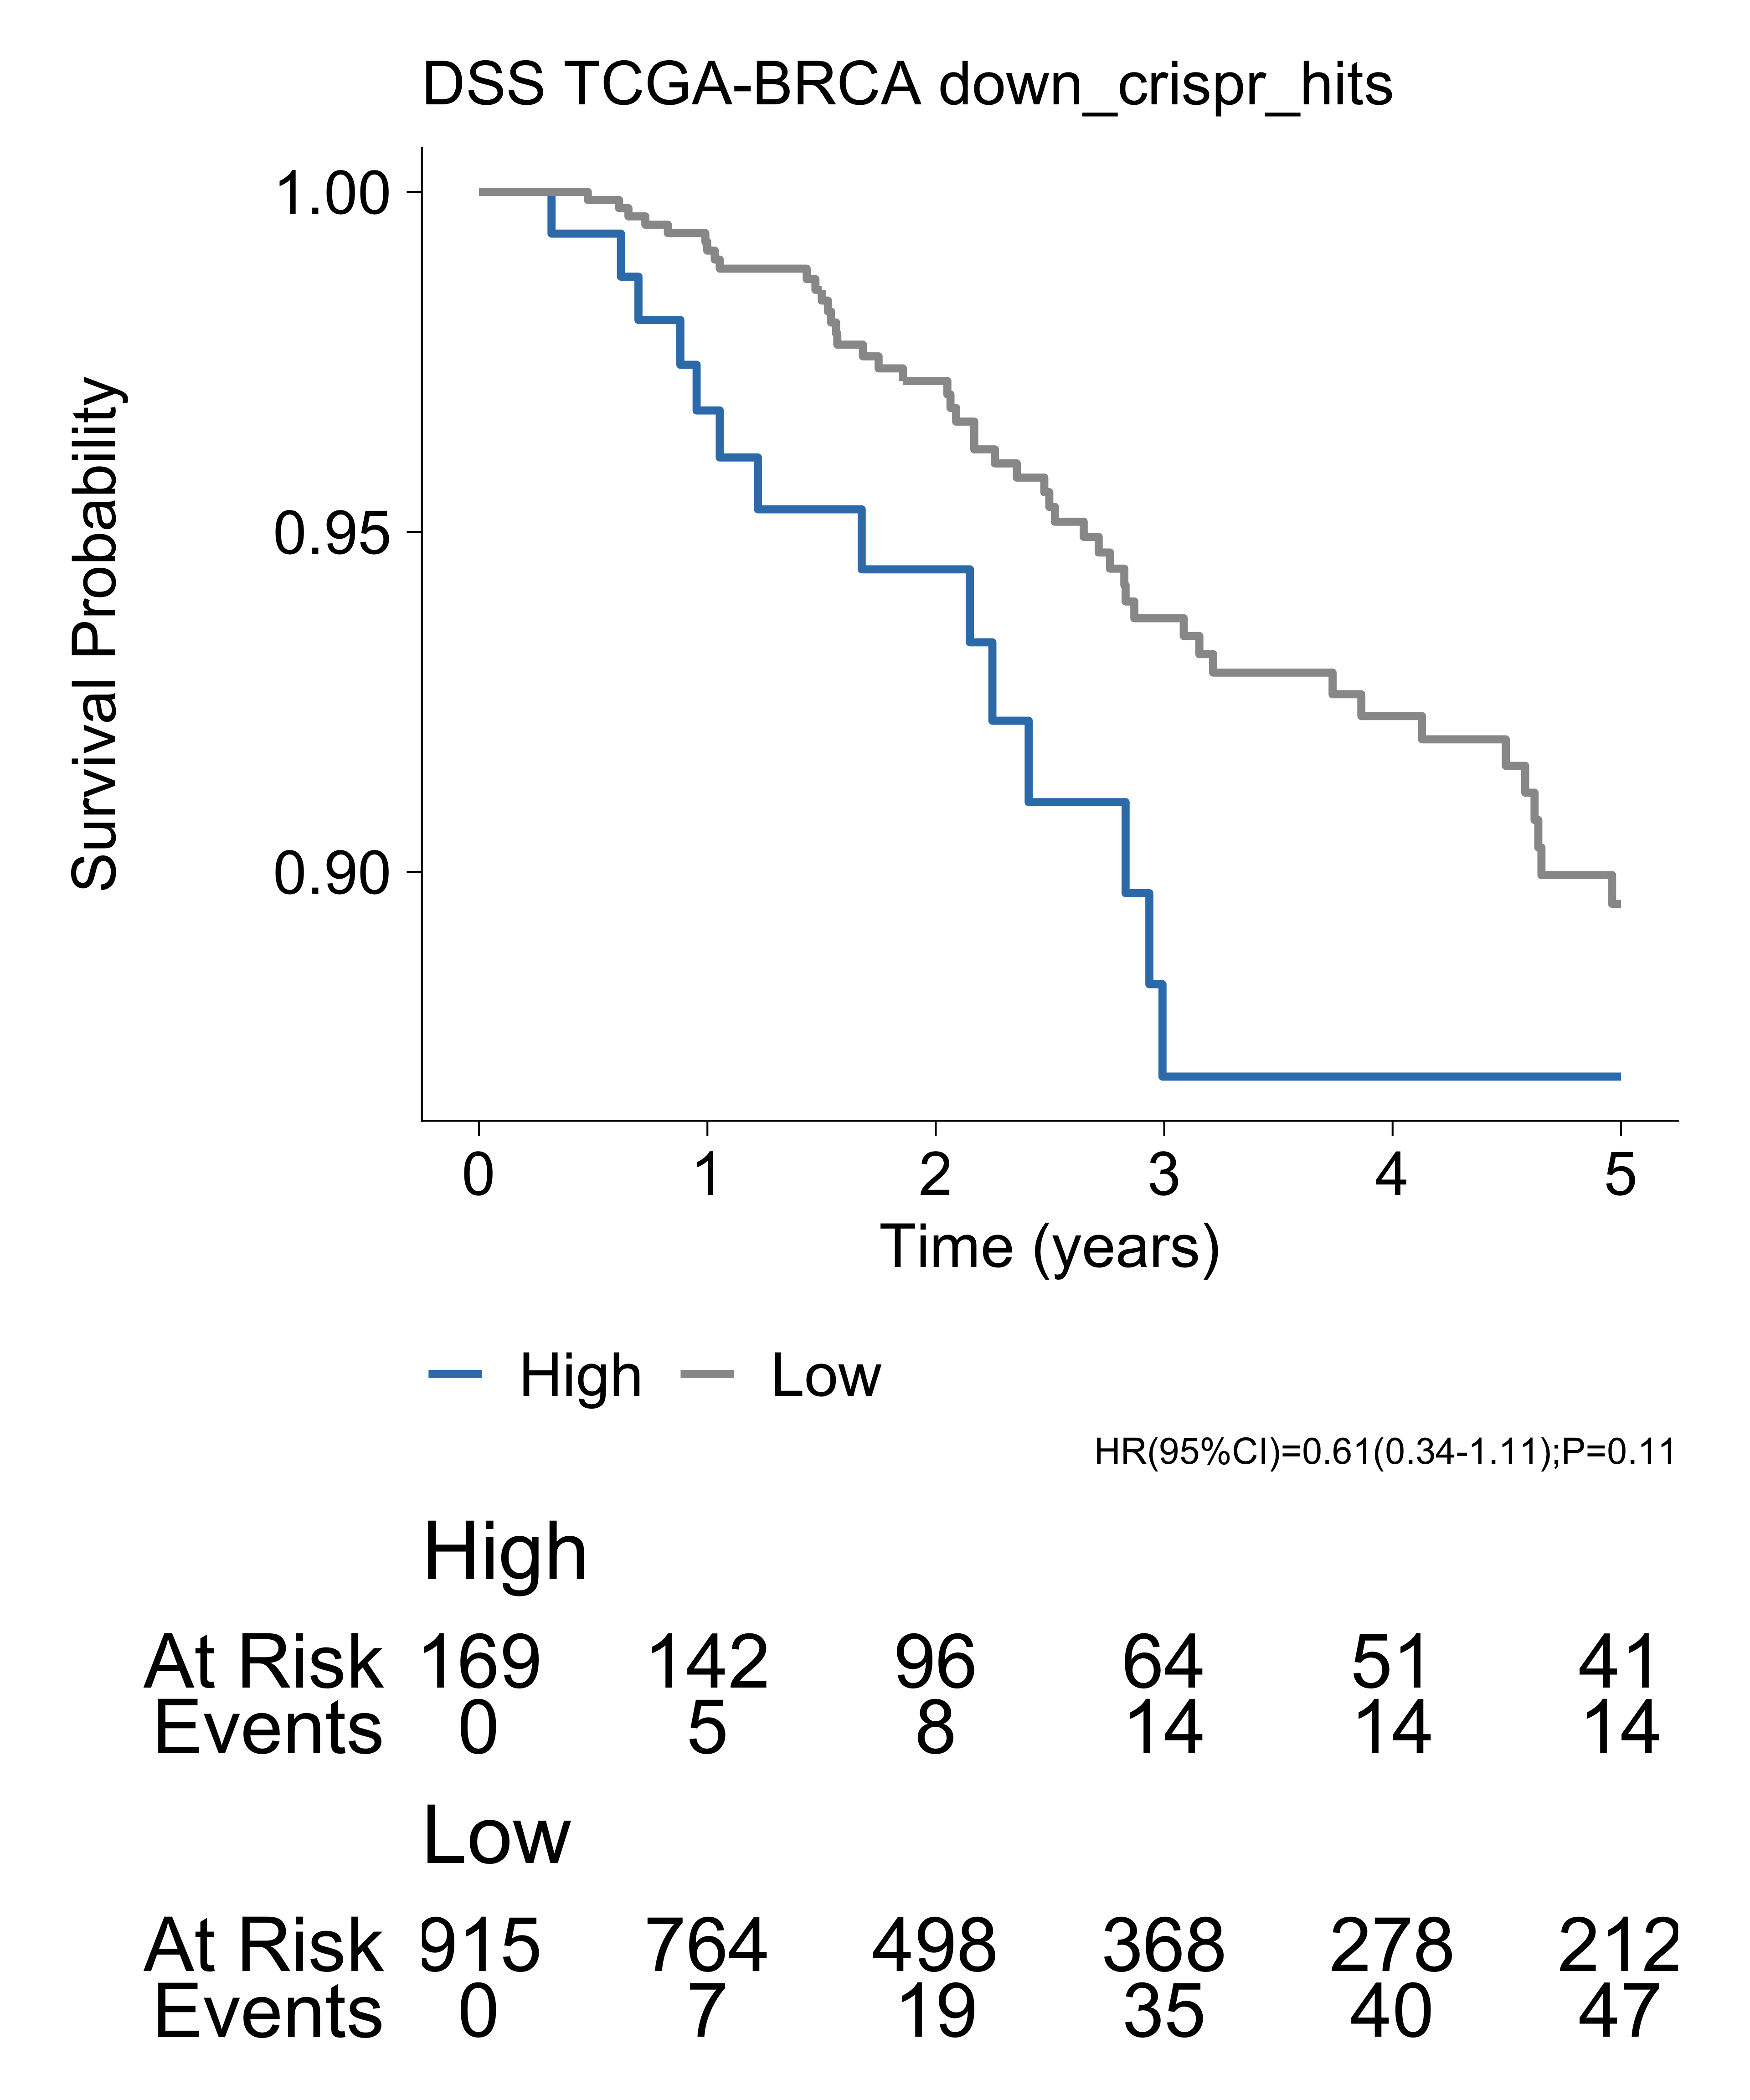 DSS TCGA-BRCA down_crispr_hits
1.00
0.95
0.90
Survival Probability
0 1 2 3 4 5
Time (years)
High Low
HR(95%CI)=0.61(0.34-1.11);P=0.11
High
At Risk 169 142 96 64 51 41
Events 0 5 8 14 14 14
Low
At Risk 915 764 498 368 278 212
Events 0 7 19 35 40 47